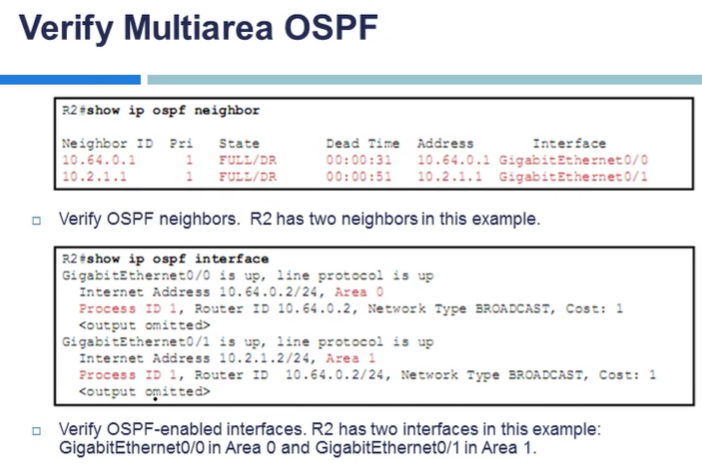 Verify Multiarea OSPF
R2#show ip ospf neighbor
Neighbor ID Pri State Dead Time Address Interface
10.64.0.1 1 FULL/DR 00:00:31 10.64.0.1 GigabitEthernet0/0
10.2.1.1 1 FULL/DR 00:00:51 10.2.1.1 GigabitEthernet0/1
Verify OSPF neighbors. R2 has two neighbors in this example.
R2#show ip ospf interface
GigabitEthernet0/0 is up, line protocol is up
Internet Address 10.64.0.2/24, Area 0
Process ID 1, Router ID 10.64.0.2, Network Type BROADCAST, Cost: 1
<output omitted>
GigabitEthernet0/1 is up, line protocol is up
Internet Address 10.2.1.2/24, Area 1
Process ID 1, Router ID 10.64.0.2/24, Network Type BROADCAST, Cost: 1
<output omitted>
Verify OSPF-enabled interfaces. R2 has two interfaces in this example:
GigabitEthernet0/0 in Area 0 and GigabitEthernet0/1 in Area 1.